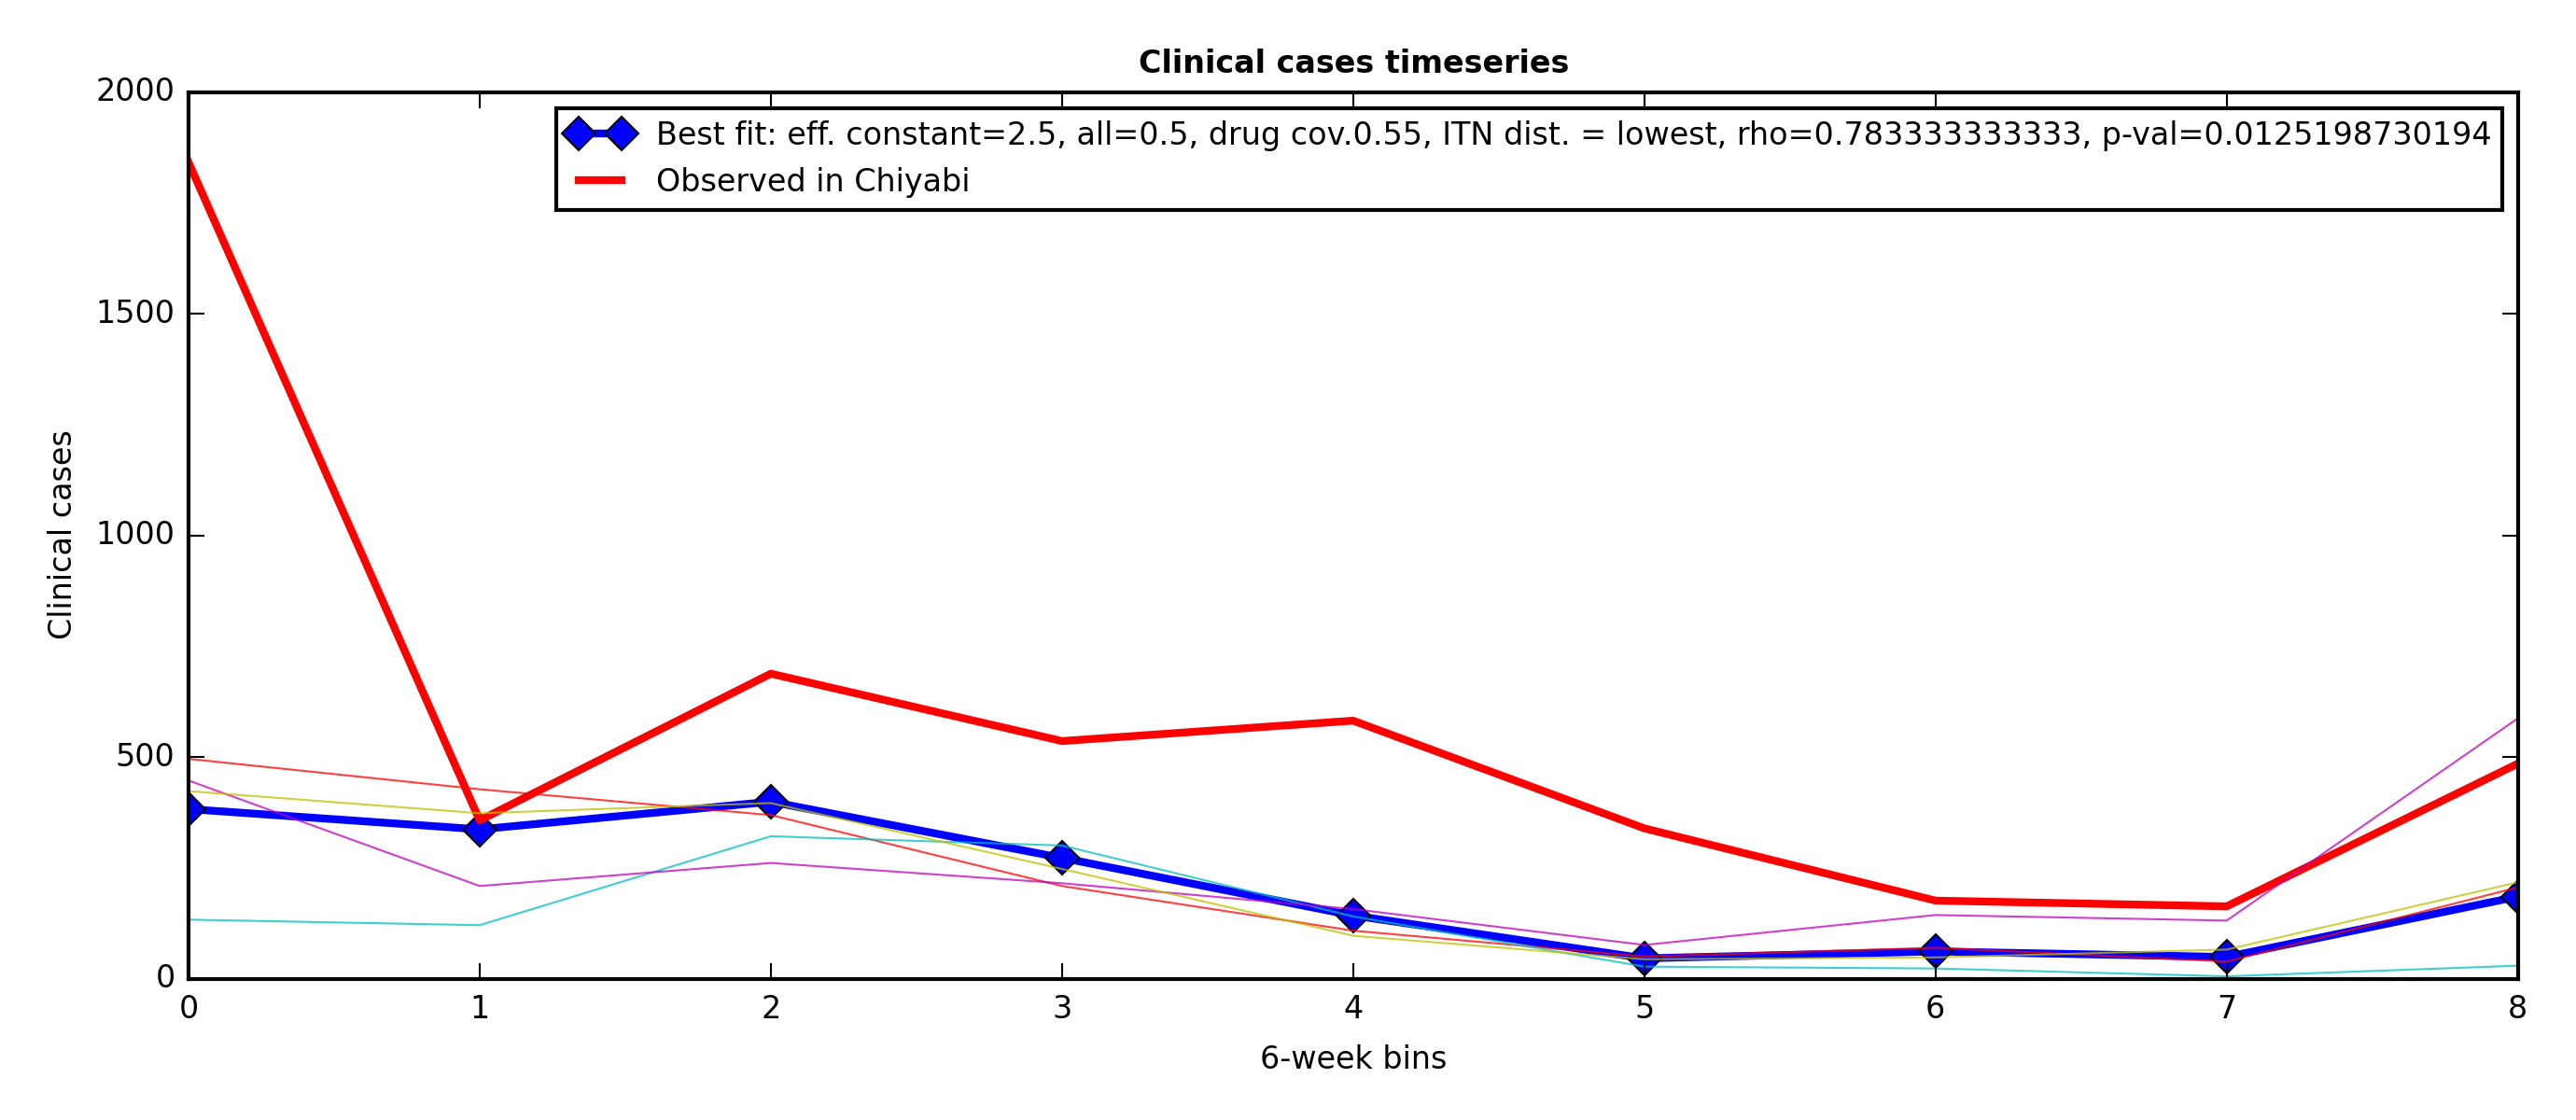 Clinical cases timeseries
Best fit: eff. constant=2.5, all=0.5, drug cov.0.55, ITN dist. = lowest, rho=0.783333333333, p-val=0.0125198730194
Observed in Chiyabi
Clinical cases
2000
1500
1000
500
0
0 1 2 3 4 5 6 7 8
6-week bins